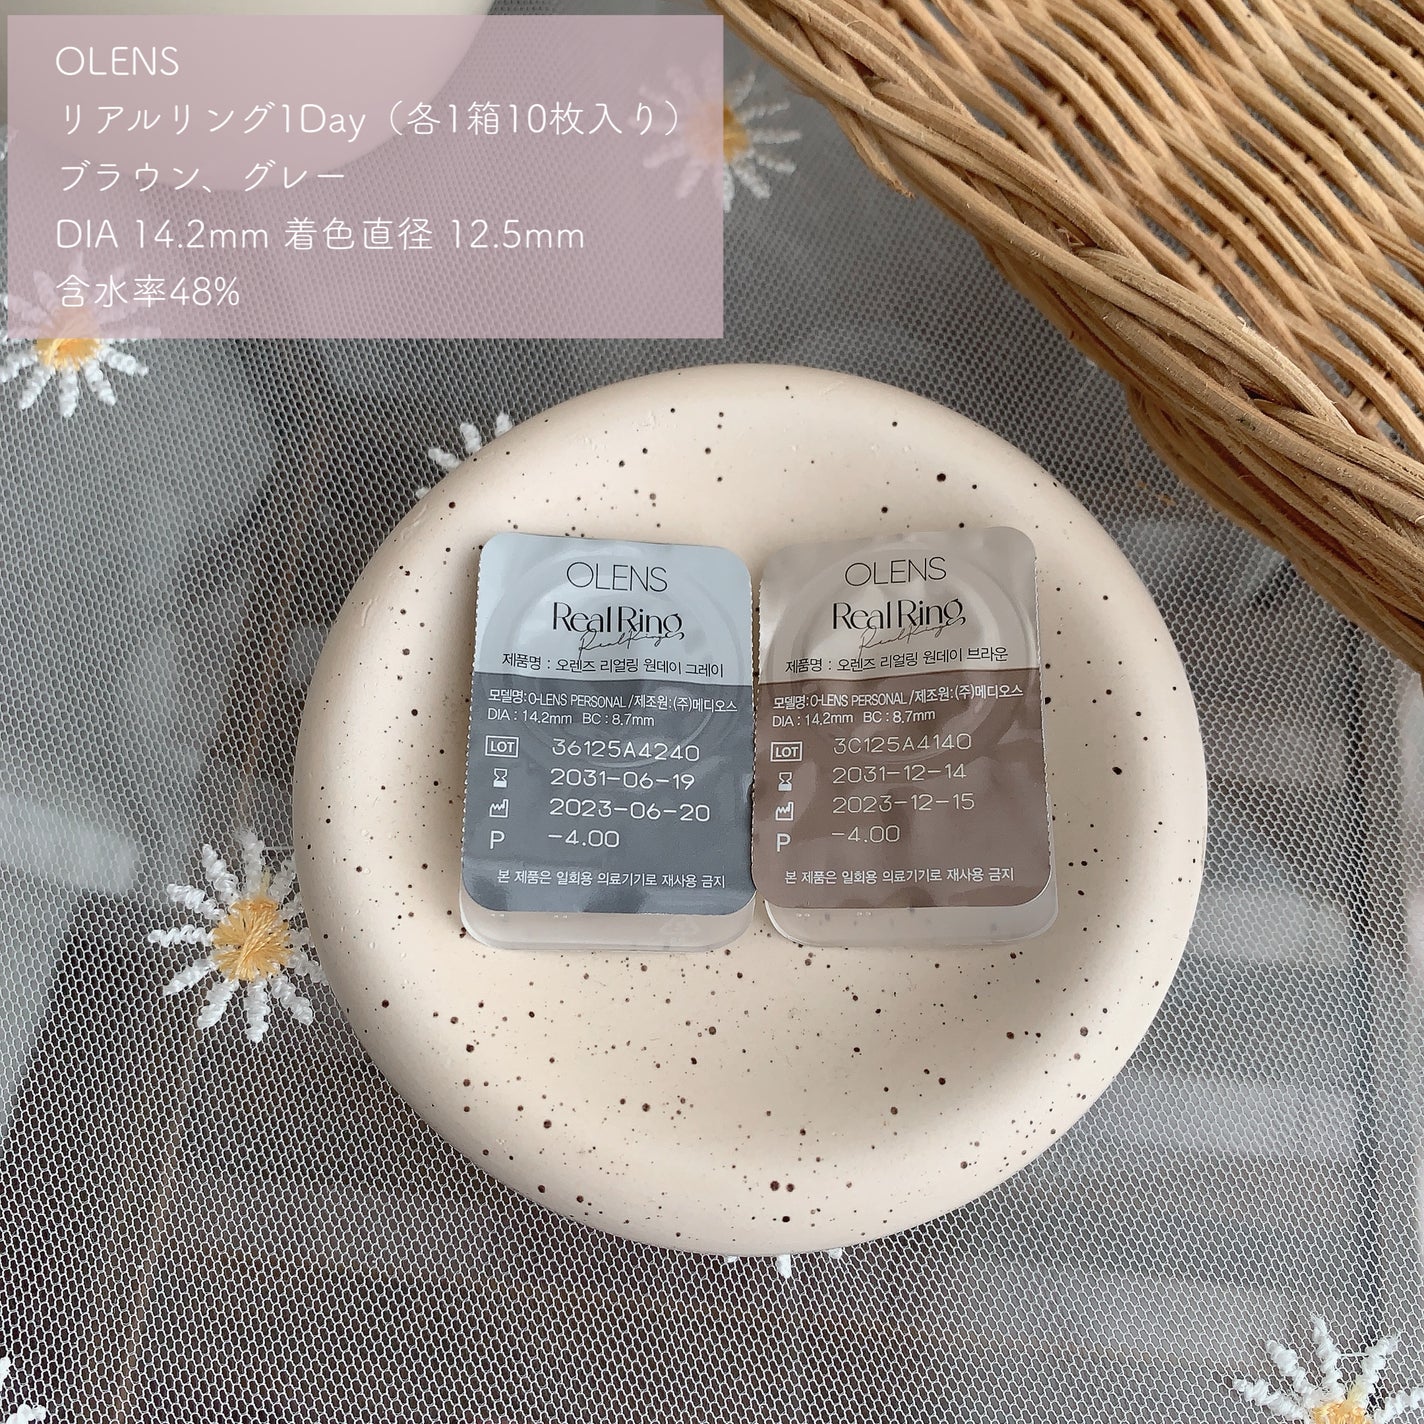 OLENS
リアルリング1Day（各1箱10枚入り）
ブラウン、グレー
DIA 14.2mm 着色直径 12.5mm
含水率48%
OLENS
RealRing
RealRing
제품명 : 오렌즈 리얼링 원데이 그레이
모델명:O-LENS PERSONAL /제조원:(주)메디오스
DIA : 14.2mm BC : 8.7mm
LOT 36125A4240
2031-06-19
2023-06-20
P -4.00
본 제품은 일회용 의료기기로 재사용 금지
OLENS
RealRing
RealRing
제품명 : 오렌즈 리얼링 원데이 브라운
모델명:O-LENS PERSONAL /제조원:(주)메디오스
DIA : 14.2mm BC : 8.7mm
LOT 3C125A4140
2031-12-14
2023-12-15
P -4.00
본 제품은 일회용 의료기기로 재사용 금지